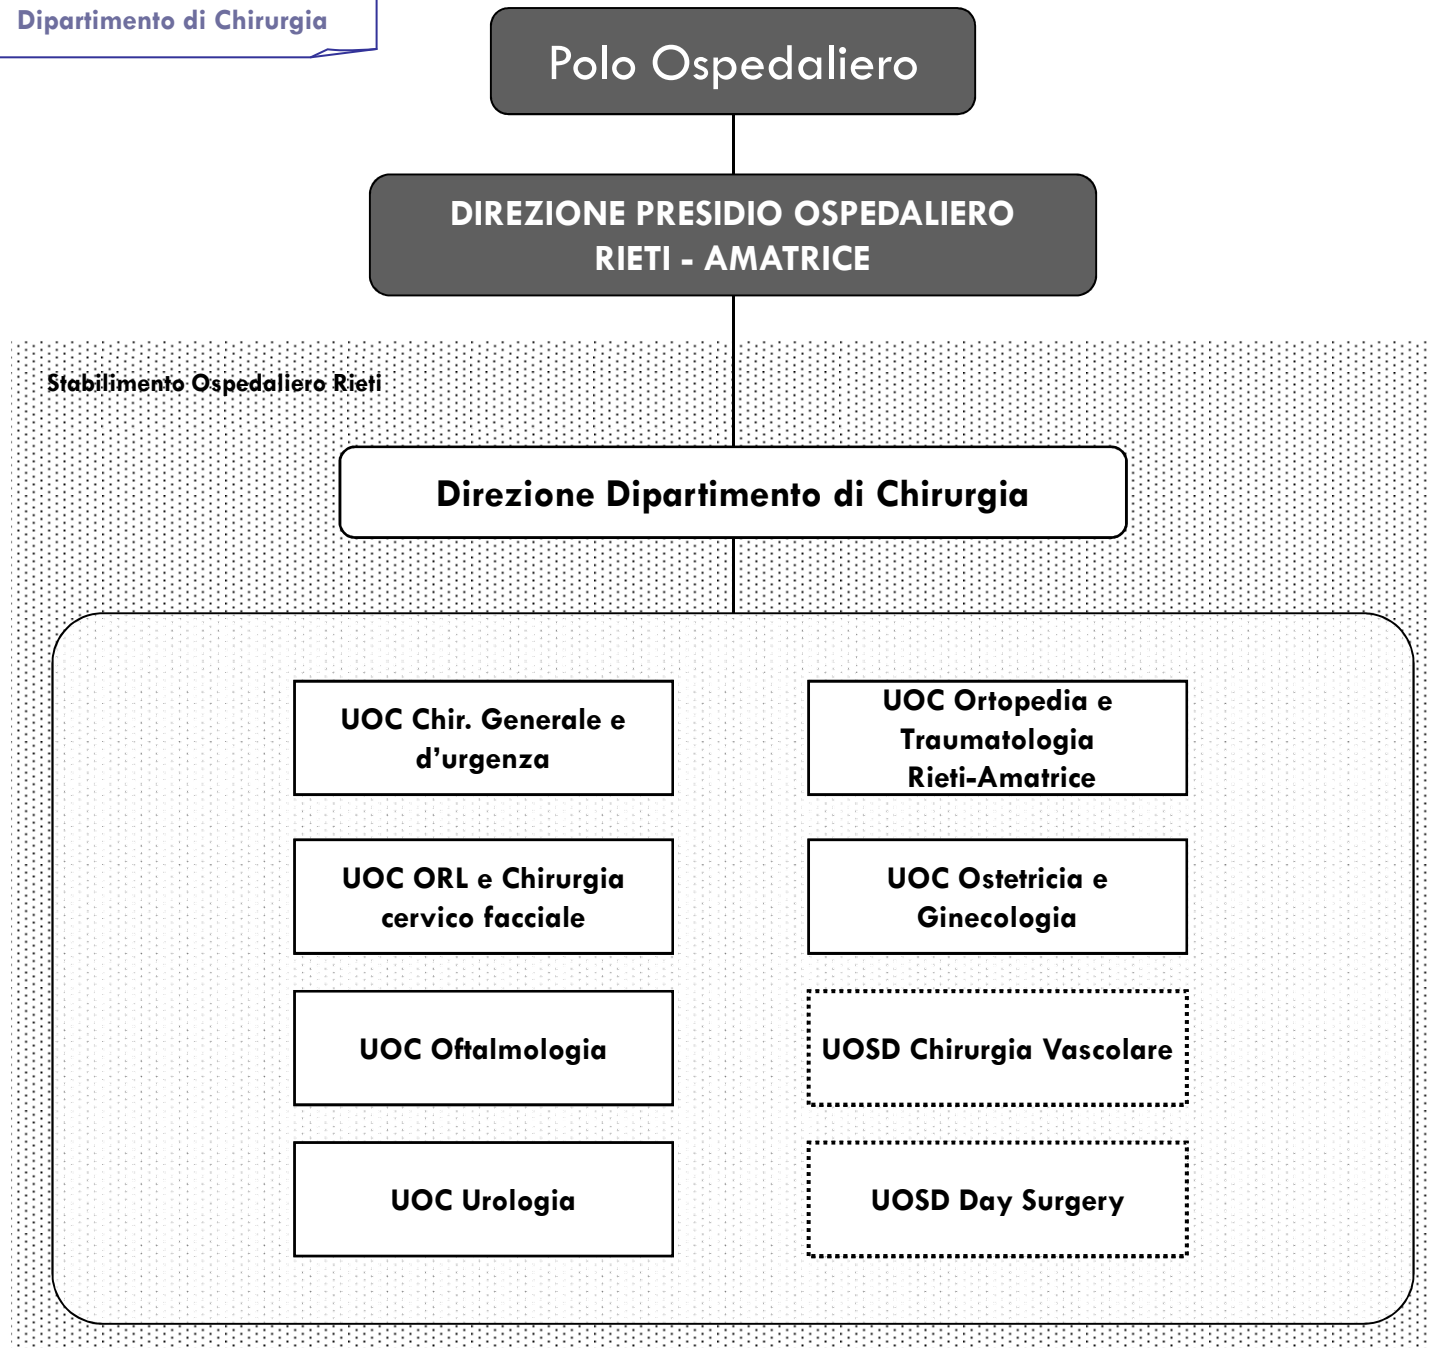 Dipartimento di Chirurgia
Polo Ospedaliero
DIREZIONE PRESIDIO OSPEDALIERO
RIETI - AMATRICE
Stabilimento Ospedaliero Rieti
Direzione Dipartimento di Chirurgia
UOC Chir. Generale e
d’urgenza
UOC Ortopedia e
Traumatologia
Rieti-Amatrice
UOC ORL e Chirurgia
cervico facciale
UOC Ostetricia e
Ginecologia
UOC Oftalmologia
UOSD Chirurgia Vascolare
UOC Urologia
UOSD Day Surgery